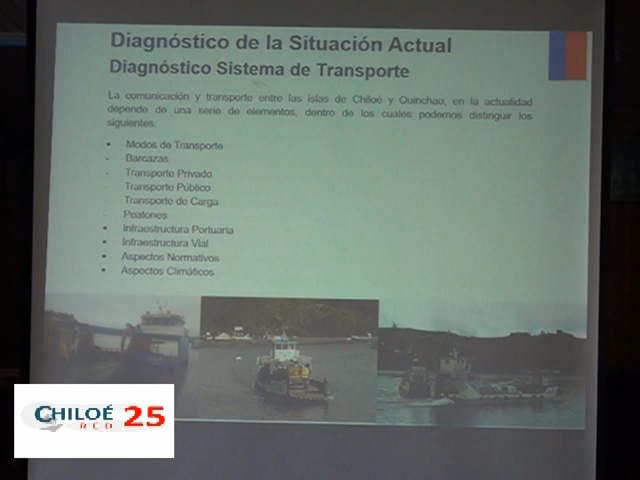 Diagnóstico de la Situación Actual
Diagnóstico Sistema de Transporte
La comunicación y transporte entre las islas de Chiloé y Quinchao, en la actualidad
depende de una serie de elementos, dentro de los cuales podemos distinguir los
siguientes:
• Modos de Transporte
- Barcazas
- Transporte Privado
- Transporte Público
- Transporte de Carga
- Peatones
• Infraestructura Portuaria
• Infraestructura Vial
• Aspectos Normativos
• Aspectos Climáticos
CHILOÉ 25
RED